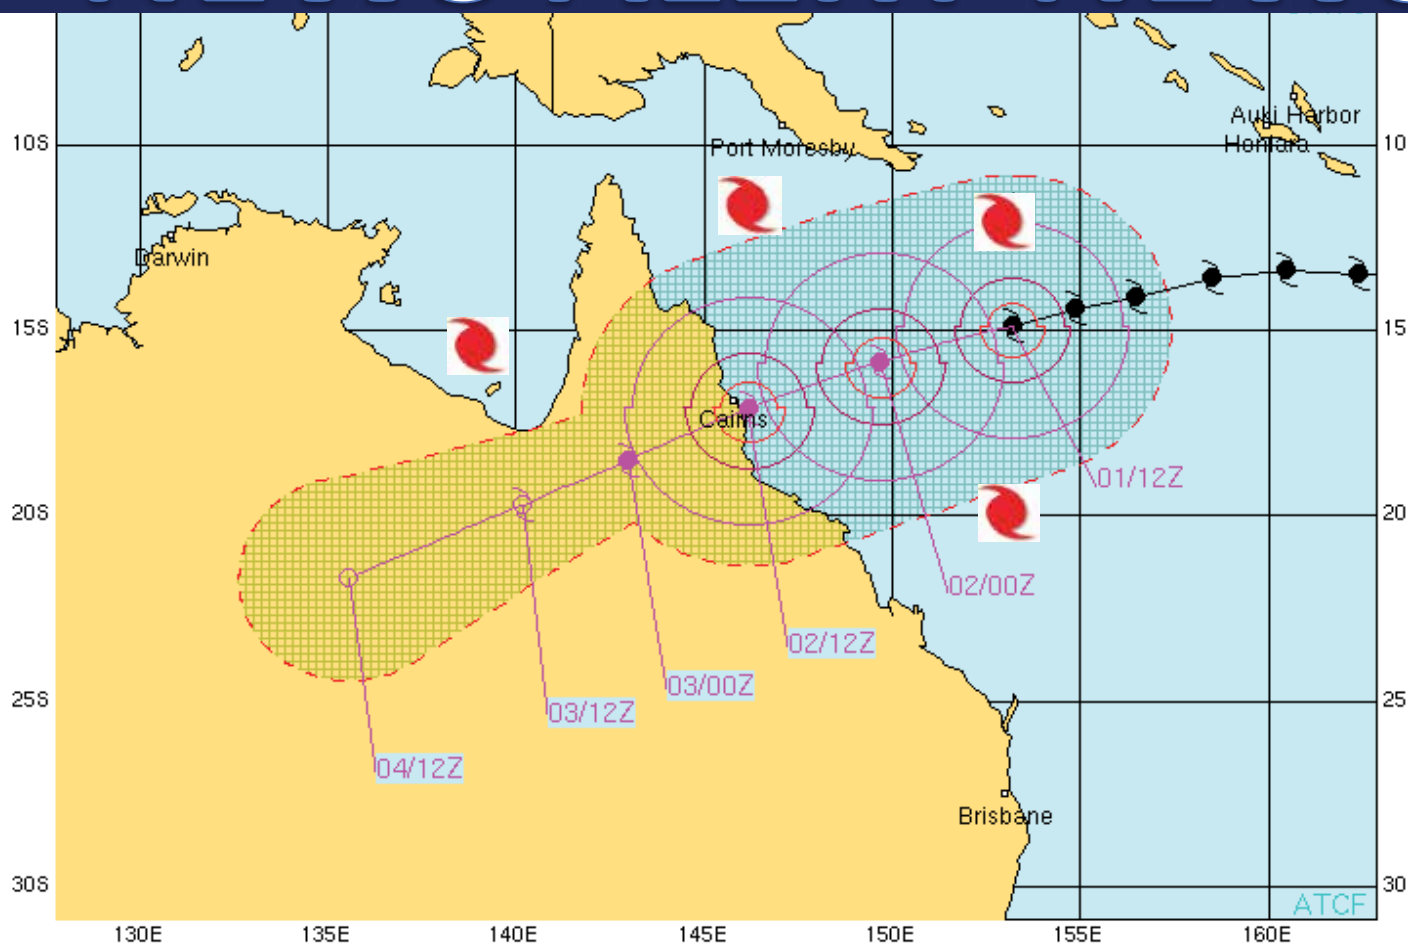 Auki Harbor
10S
Port Moresby
Honiara
10
Darwin
15S
15
Cairns
01/12Z
20S
20
02/00Z
02/12Z
03/00Z
25S
03/12Z
25
04/12Z
Brisbane
30S
30
ATCF
130E
135E
140E
145E
150E
155E
160E